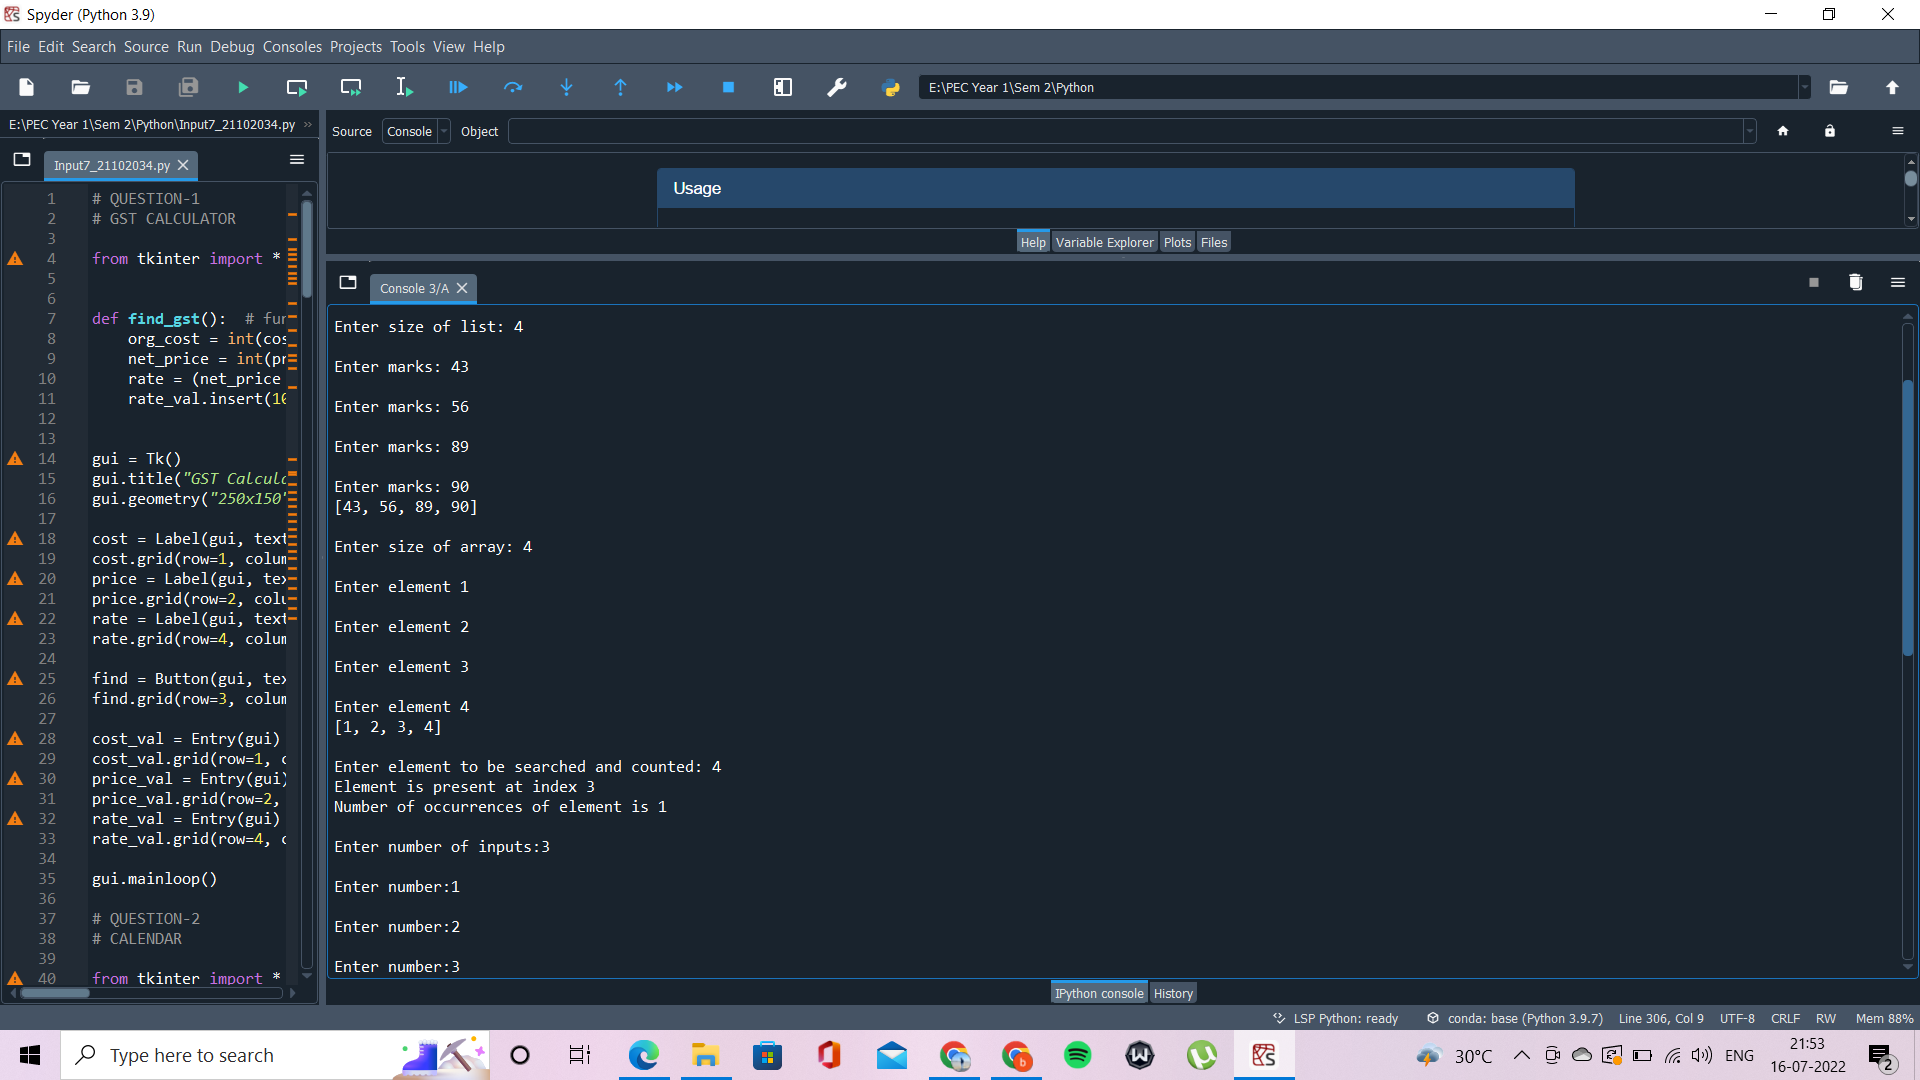 Spyder (Python 3.9)
File Edit Search Source Run Debug Consoles Projects Tools View Help
E:\PEC Year 1\Sem 2\Python
E:\PEC Year 1\Sem 2\Python\Input7_21102034.py
Input7_21102034.py
1 # QUESTION-1
2 # GST CALCULATOR
3
4 from tkinter import *
5
6
7 def find_gst(): # fur
8 org_cost = int(cos
9 net_price = int(pr
10 rate = (net_price
11 rate_val.insert(10
12
13
14 gui = Tk()
15 gui.title("GST Calcula
16 gui.geometry("250x150"
17
18 cost = Label(gui, text
19 cost.grid(row=1, colum
20 price = Label(gui, tex
21 price.grid(row=2, colu
22 rate = Label(gui, text
23 rate.grid(row=4, colum
24
25 find = Button(gui, tex
26 find.grid(row=3, colum
27
28 cost_val = Entry(gui)
29 cost_val.grid(row=1, c
30 price_val = Entry(gui)
31 price_val.grid(row=2,
32 rate_val = Entry(gui)
33 rate_val.grid(row=4, c
34
35 gui.mainloop()
36
37 # QUESTION-2
38 # CALENDAR
39
40 from tkinter import *
Source Console Object
Usage
Help Variable Explorer Plots Files
Console 3/A
Enter size of list: 4
Enter marks: 43
Enter marks: 56
Enter marks: 89
Enter marks: 90
[43, 56, 89, 90]
Enter size of array: 4
Enter element 1
Enter element 2
Enter element 3
Enter element 4
[1, 2, 3, 4]
Enter element to be searched and counted: 4
Element is present at index 3
Number of occurrences of element is 1
Enter number of inputs:3
Enter number:1
Enter number:2
Enter number:3
IPython console History
LSP Python: ready conda: base (Python 3.9.7) Line 306, Col 9 UTF-8 CRLF RW Mem 88%
Type here to search
30°C ENG
21:53
16-07-2022
2